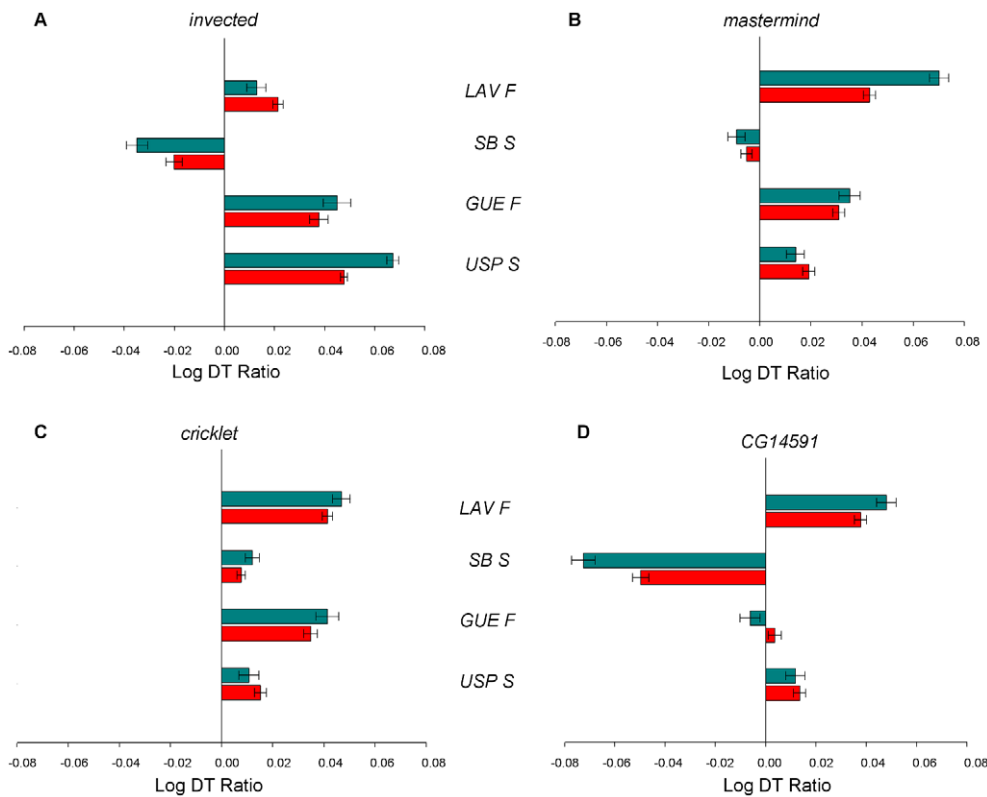 A
invected
B
mastermind
LAV F
SB S
GUE F
USP S
-0.08 -0.06 -0.04 -0.02 0.00 0.02 0.04 0.06 0.08
Log DT Ratio
-0.08 -0.06 -0.04 -0.02 0.00 0.02 0.04 0.06 0.08
Log DT Ratio
C
cricklet
D
CG14591
LAV F
SB S
GUE F
USP S
-0.08 -0.06 -0.04 -0.02 0.00 0.02 0.04 0.06 0.08
Log DT Ratio
-0.08 -0.06 -0.04 -0.02 0.00 0.02 0.04 0.06 0.08
Log DT Ratio